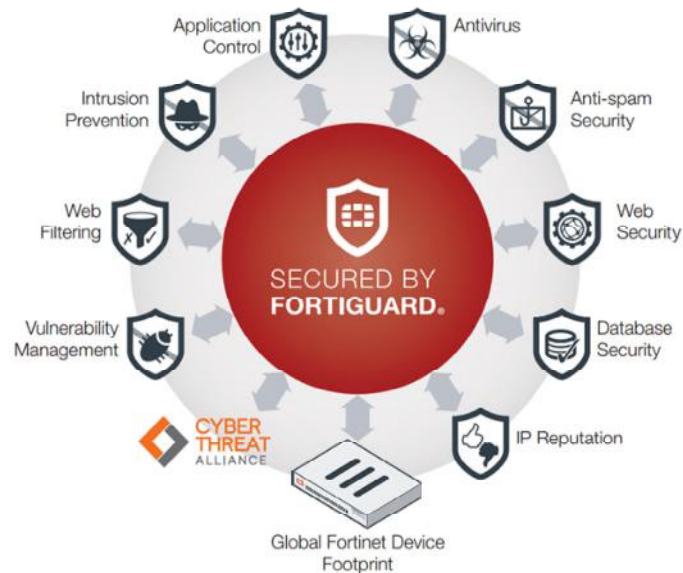 Application
Control
Antivirus
Intrusion
Prevention
Anti-spam
Security
Web
Filtering
Web
Security
SECURED BY
FORTIGUARD®
Vulnerability
Management
Database
Security
CYBER
THREAT
ALLIANCE
IP Reputation
Global Fortinet Device
Footprint